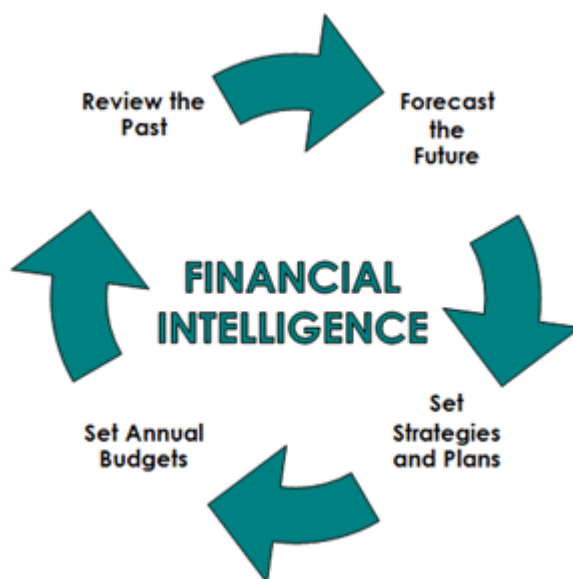 Review the
Past
Forecast
the
Future
FINANCIAL
INTELLIGENCE
Set
Strategies
and Plans
Set Annual
Budgets